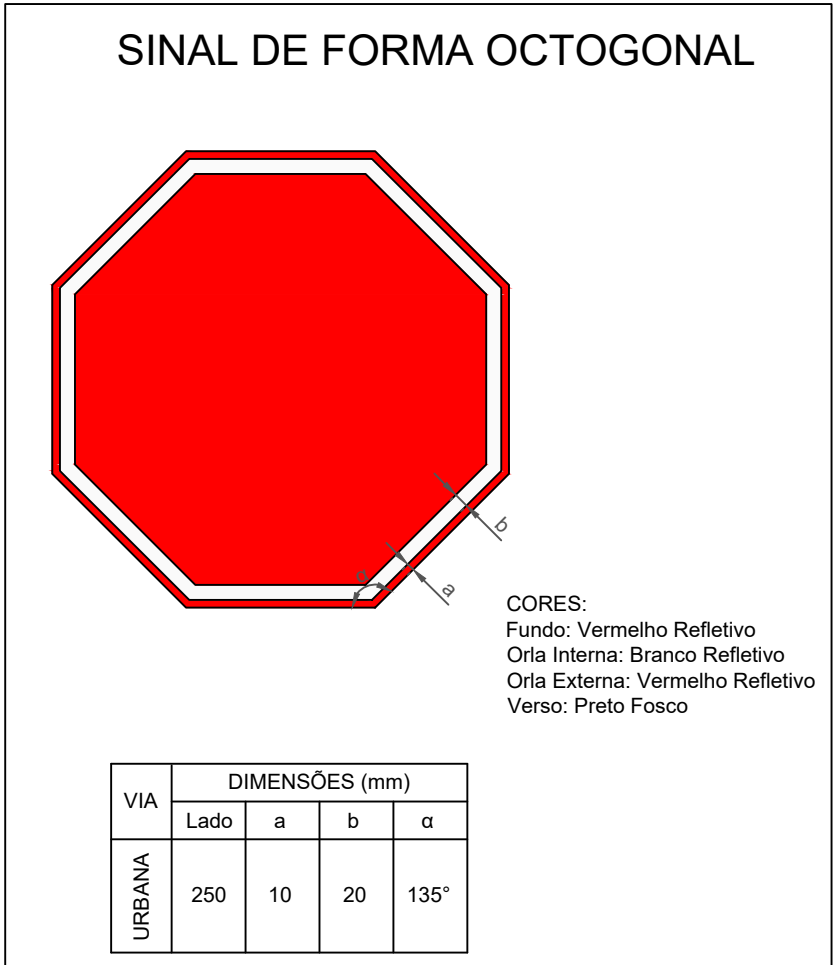 SINAL DE FORMA OCTOGONAL
b
α
a
CORES:
Fundo: Vermelho Refletivo
Orla Interna: Branco Refletivo
Orla Externa: Vermelho Refletivo
Verso: Preto Fosco
VIA DIMENSÕES (mm)
Lado a b α
URBANA 250 10 20 135°